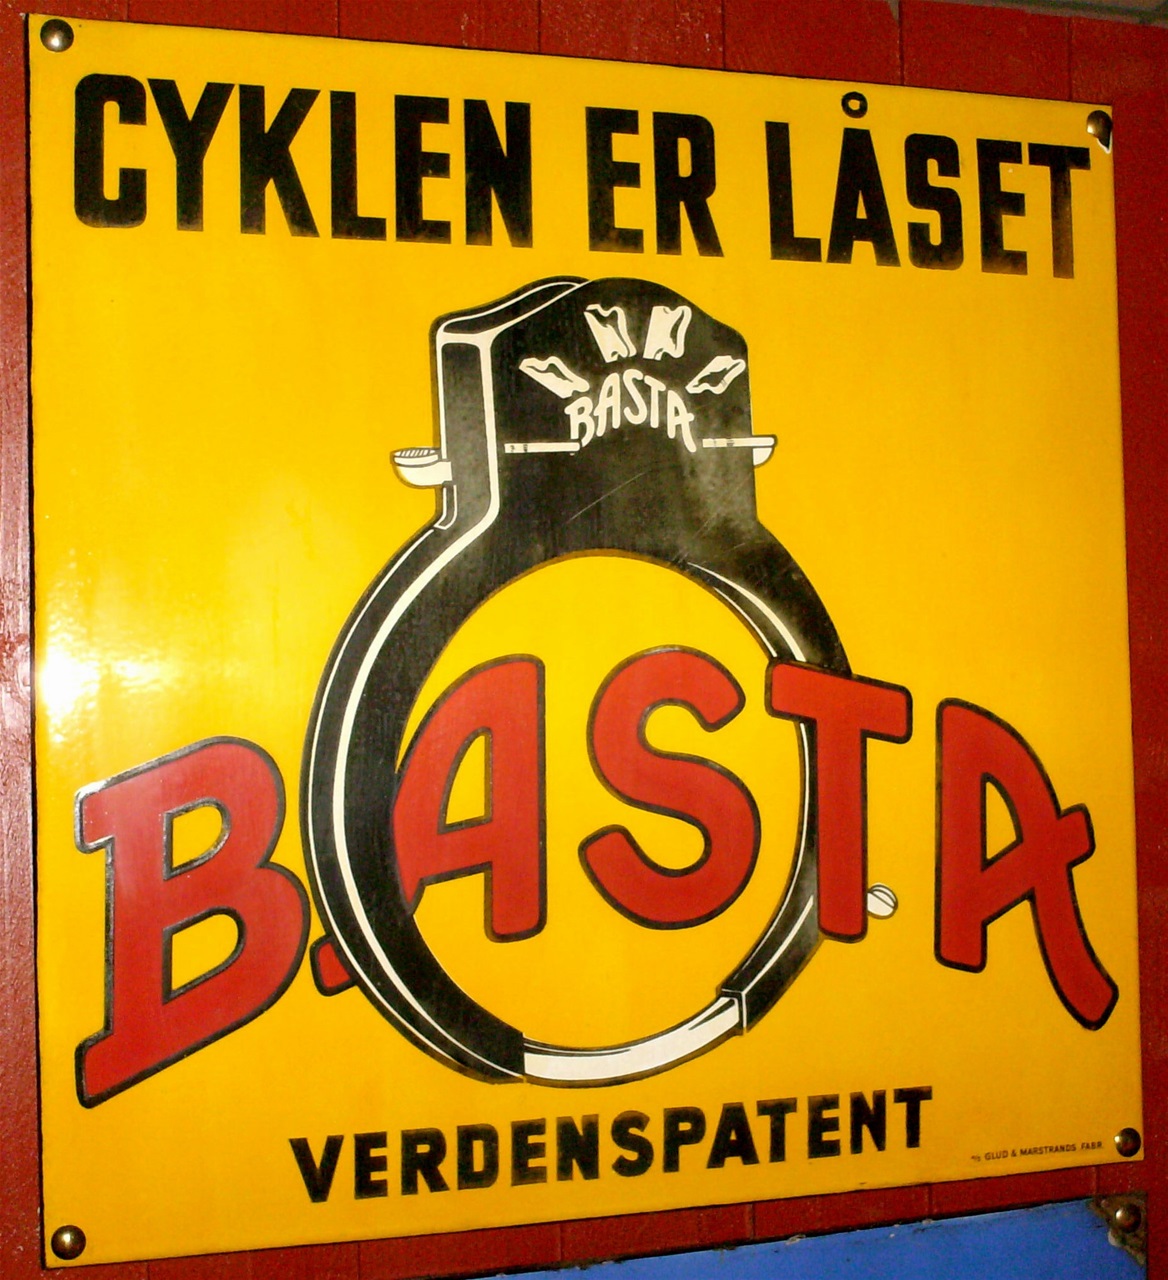 CYKLEN ER LÅSET
BASTA
BASTA
VERDENSPATENT
A/S GLUD & MARSTRANDS FABR.